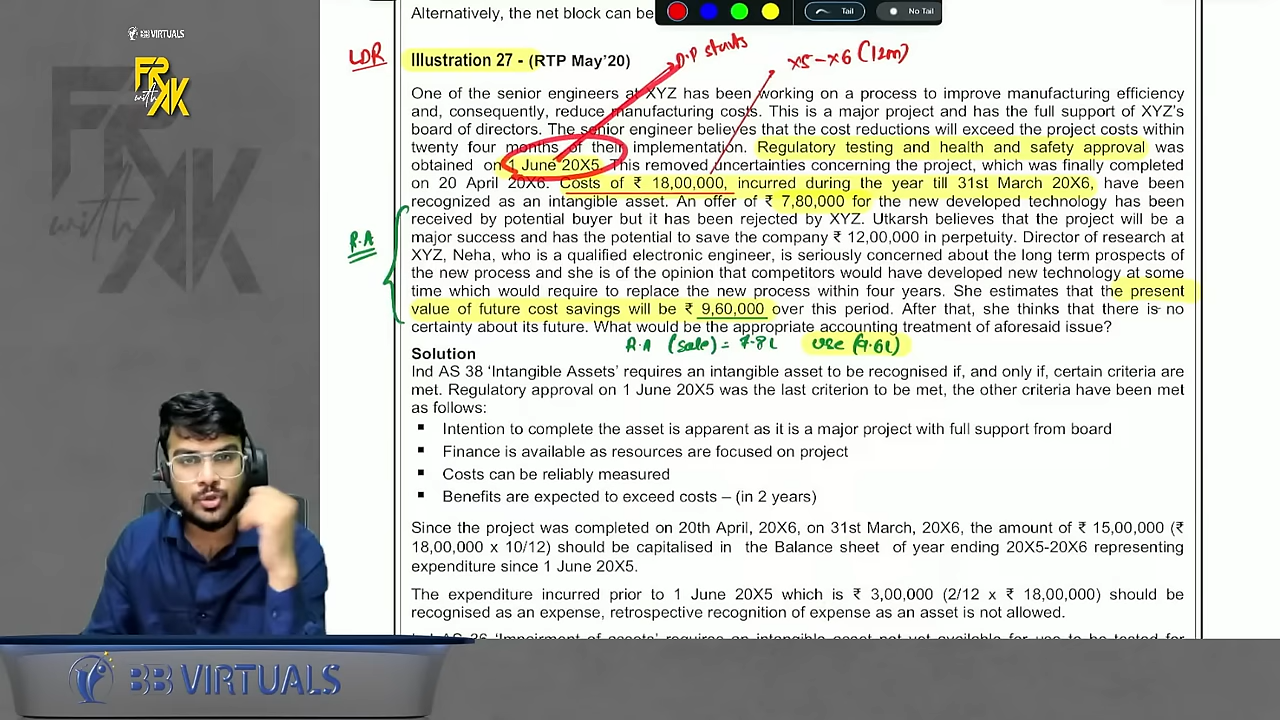 Alternatively, the net block can be
Tail
No Tail
BB VIRTUALS
FR
with AK
LDR
Illustration 27 - (RTP May'20)
D.P starts
X5-X6 (12m)
One of the senior engineers at XYZ has been working on a process to improve manufacturing efficiency
and, consequently, reduce manufacturing costs. This is a major project and has the full support of XYZ's
board of directors. The senior engineer believes that the cost reductions will exceed the project costs within
twenty four months of their implementation. Regulatory testing and health and safety approval was
obtained on 1 June 20X5. This removed uncertainties concerning the project, which was finally completed
on 20 April 20X6. Costs of ₹ 18,00,000, incurred during the year till 31st March 20X6, have been
recognized as an intangible asset. An offer of ₹ 7,80,000 for the new developed technology has been
received by potential buyer but it has been rejected by XYZ. Utkarsh believes that the project will be a
major success and has the potential to save the company ₹ 12,00,000 in perpetuity. Director of research at
R.A
XYZ, Neha, who is a qualified electronic engineer, is seriously concerned about the long term prospects of
the new process and she is of the opinion that competitors would have developed new technology at some
time which would require to replace the new process within four years. She estimates that the present
value of future cost savings will be ₹ 9,60,000 over this period. After that, she thinks that there is no
certainty about its future. What would be the appropriate accounting treatment of aforesaid issue?
R.A (sale) = 7.8L use (9.6L)
Solution
Ind AS 38 'Intangible Assets' requires an intangible asset to be recognised if, and only if, certain criteria are
met. Regulatory approval on 1 June 20X5 was the last criterion to be met, the other criteria have been met
as follows:
▪ Intention to complete the asset is apparent as it is a major project with full support from board
▪ Finance is available as resources are focused on project
▪ Costs can be reliably measured
▪ Benefits are expected to exceed costs – (in 2 years)
Since the project was completed on 20th April, 20X6, on 31st March, 20X6, the amount of ₹ 15,00,000 (₹
18,00,000 x 10/12) should be capitalised in the Balance sheet of year ending 20X5-20X6 representing
expenditure since 1 June 20X5.
The expenditure incurred prior to 1 June 20X5 which is ₹ 3,00,000 (2/12 x ₹ 18,00,000) should be
recognised as an expense, retrospective recognition of expense as an asset is not allowed.
Ind AS 36 'Impairment of assets' requires an intangible asset not yet available for use to be tested for
BB VIRTUALS